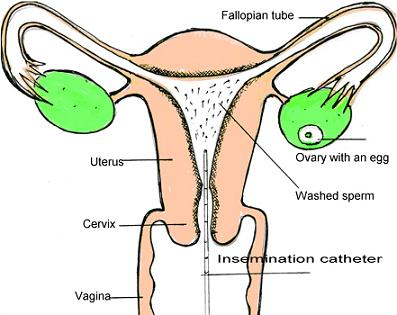 Fallopian tube
Uterus
Ovary with an egg
Washed sperm
Cervix
Insemination catheter
Vagina